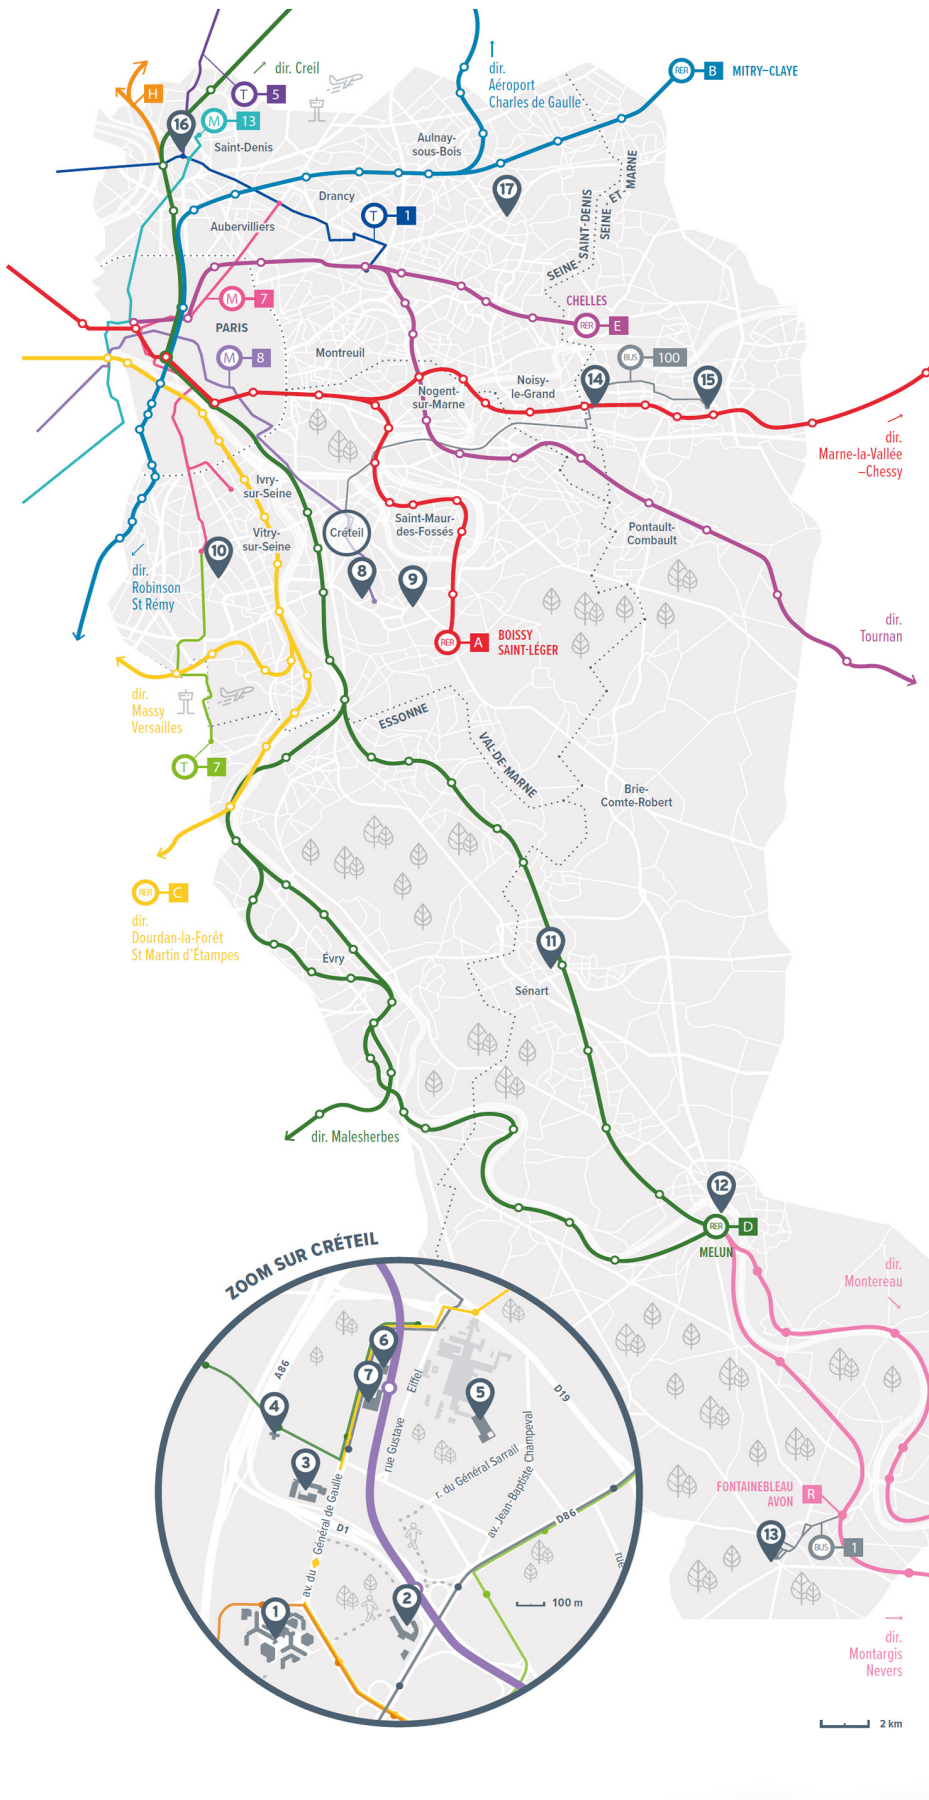 dir. Creil
H
T 5
M 13
16
Saint-Denis
dir.
Aéroport
Charles de Gaulle
RER B MITRY–CLAYE
Aulnay-
sous-Bois
17
Drancy
T 1
Aubervilliers
SEINE SAINT-DENIS
SEINE ET MARNE
M 7
PARIS
CHELLES
RER E
M 8
Montreuil
BUS 100
14
15
Nogent-
sur-Marne
Noisy-
le-Grand
dir.
Marne-la-Vallée
–Chessy
Ivry-
sur-Seine
Vitry-
sur-Seine
Créteil
Saint-Maur-
des-Fossés
Pontault-
Combault
10
8
9
dir.
Robinson
St Rémy
RER A BOISSY
SAINT-LÉGER
dir.
Tournan
dir.
Massy
Versailles
ESSONNE
VAL-DE-MARNE
T 7
Brie-
Comte-Robert
RER C
dir.
Dourdan-la-Forêt
St Martin d'Étampes
Évry
11
Sénart
dir. Malesherbes
12
RER D
MELUN
dir.
Montereau
ZOOM SUR CRÉTEIL
A86
6
7
Eiffel
rue Gustave
5
D19
4
3
r. du Général Sarrail
av. Jean-Baptiste Champeval
av. du Général de Gaulle
D1
D86
rue
1
2
100 m
FONTAINEBLEAU
AVON
R
13
BUS 1
dir.
Montargis
Nevers
2 km